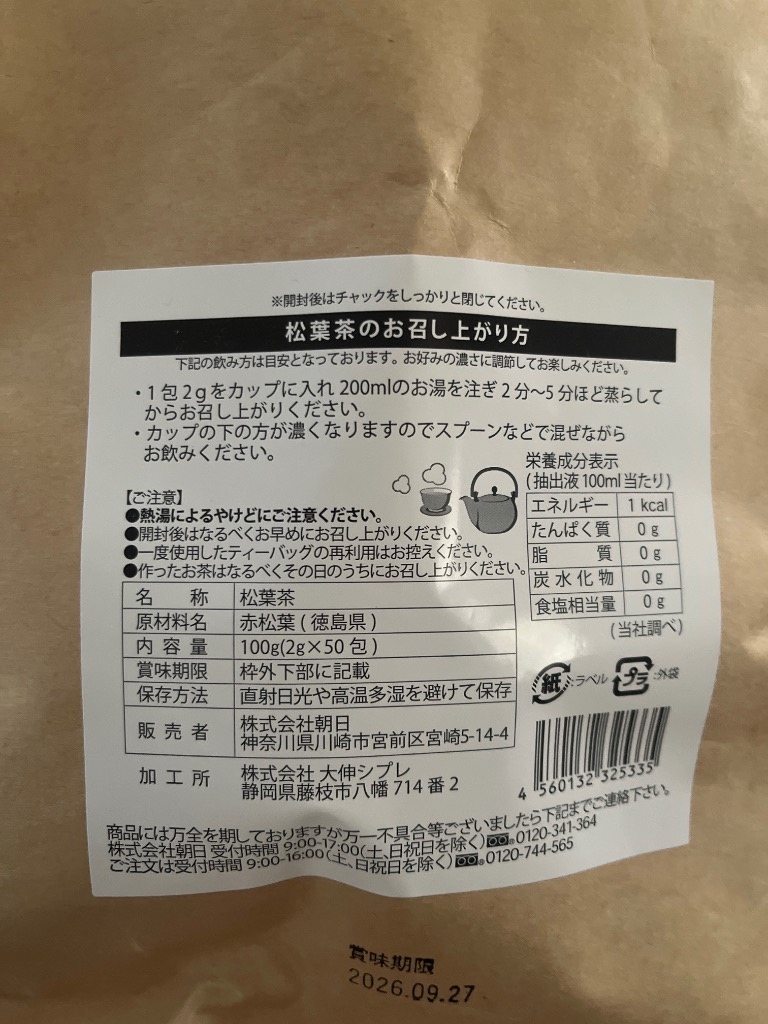 ※開封後はチャックをしっかりと閉じてください。
松葉茶のお召し上がり方
下記の飲み方は目安となっております。お好みの濃さに調節してお楽しみください。
・1包2gをカップに入れ 200mlのお湯を注ぎ2分～5分ほど蒸らして
からお召し上がりください。
・カップの下の方が濃くなりますのでスプーンなどで混ぜながら
お飲みください。
【ご注意】
●熱湯によるやけどにご注意ください。
●開封後はなるべくお早めにお召し上がりください。
●一度使用したティーバッグの再利用はお控えください。
●作ったお茶はなるべくその日のうちにお召し上がりください。
栄養成分表示
(抽出液100ml当たり)
エネルギー 1 kcal
たんぱく質 0 g
脂質 0 g
炭水化物 0 g
食塩相当量 0 g
(当社調べ)
名称 松葉茶
原材料名 赤松葉 ( 徳島県 )
内容量 100g(2g×50包)
賞味期限 枠外下部に記載
保存方法 直射日光や高温多湿を避けて保存
販売者 株式会社朝日
神奈川県川崎市宮前区宮崎5-14-4
加工所 株式会社 大伸シプレ
静岡県藤枝市八幡 714 番 2
紙:ラベル プラ:外袋
4 560132 325335
商品には万全を期しておりますが万一不具合等ございましたら下記までご連絡下さい。
株式会社朝日 受付時間 9:00-17:00(土、日祝日を除く) 0120-341-364
ご注文は受付時間 9:00-16:00(土、日祝日を除く) 0120-744-565
賞味期限
2026.09.27